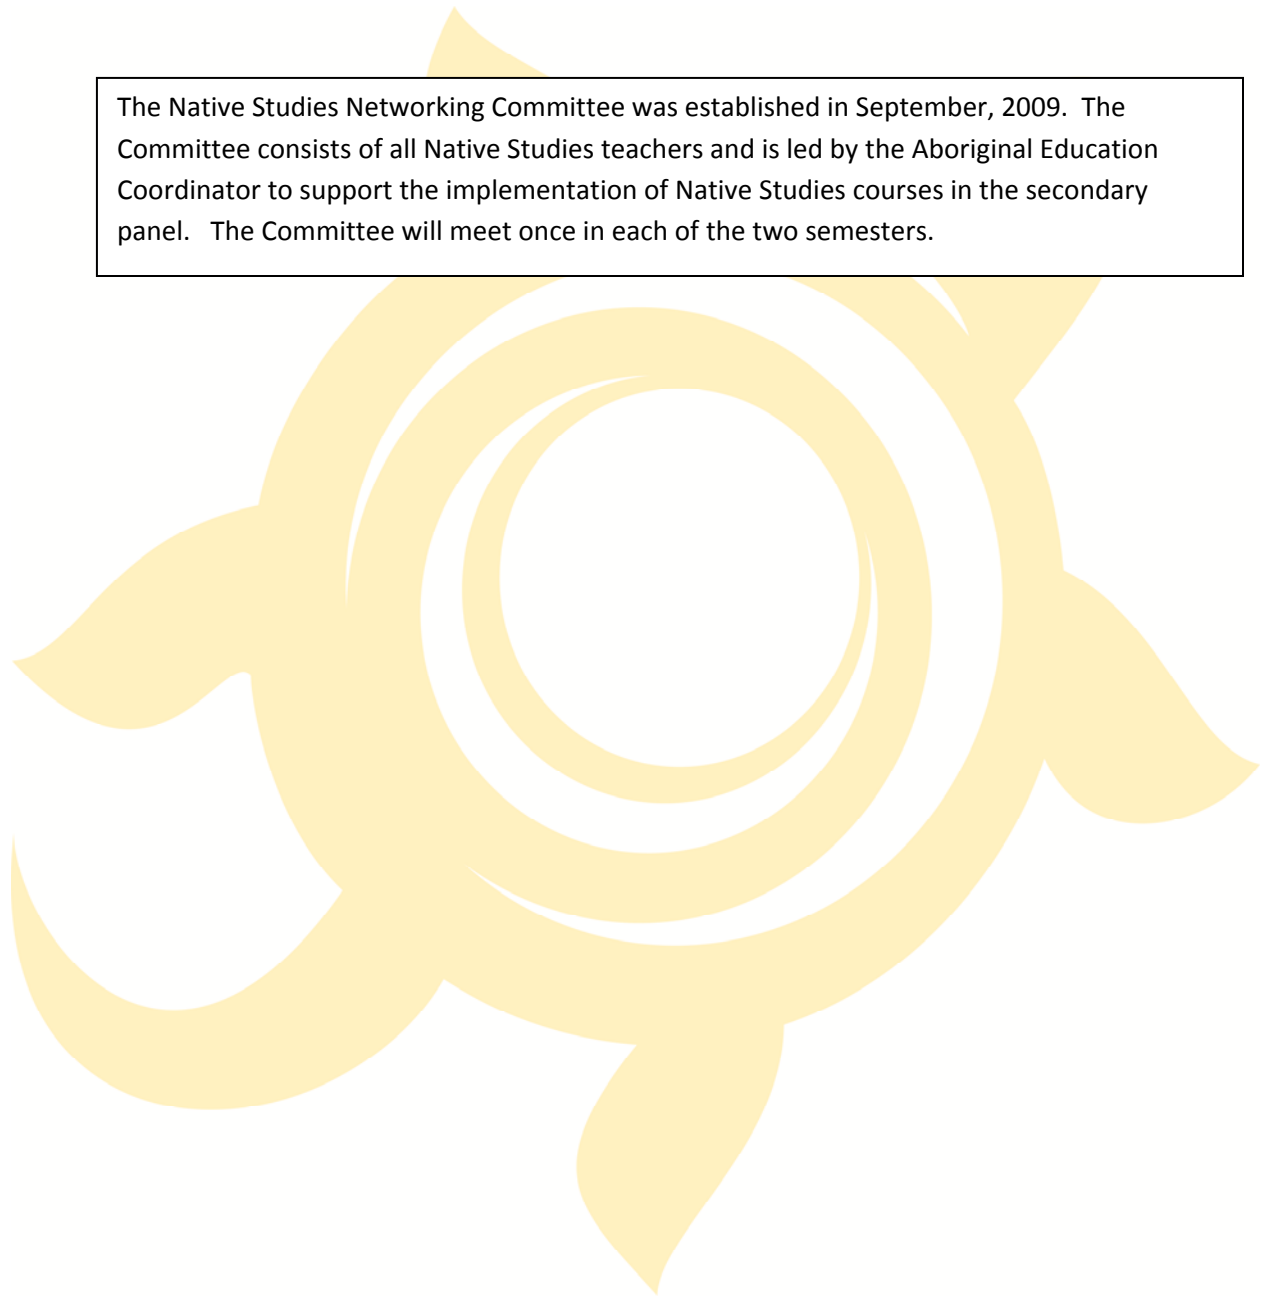 The Native Studies Networking Committee was established in September, 2009.  The
Committee consists of all Native Studies teachers and is led by the Aboriginal Education
Coordinator to support the implementation of Native Studies courses in the secondary
panel.   The Committee will meet once in each of the two semesters.